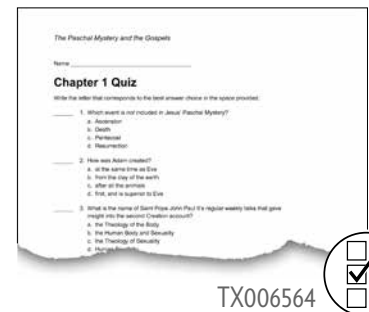 The Paschal Mystery and the Gospels
Name
Chapter 1 Quiz
Write the letter that corresponds to the best answer choice in the space provided.
1. Which event is not included in Jesus' Paschal Mystery?
a. Ascension
b. Death
c. Pentecost
d. Resurrection
2. How was Adam created?
a. at the same time as Eve
b. from the clay of the earth
c. after all the animals
d. first, and is superior to Eve
3. What is the name of Saint Pope John Paul II's regular weekly talks that gave
insight into the second Creation account?
a. the Theology of the Body
b. the Human Body and Sexuality
c. the Theology of Sexuality
d. Human
TX006564